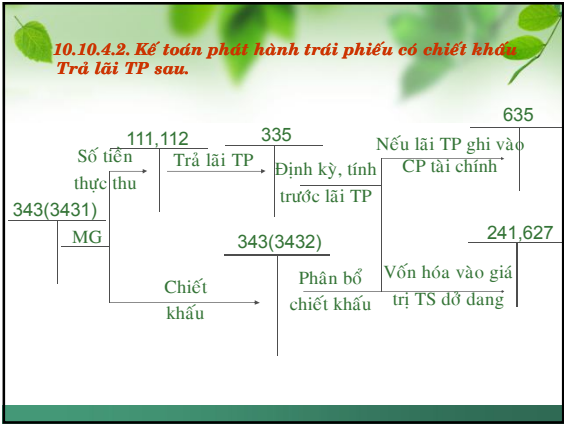 10.10.4.2. Kế toán phát hành trái phiếu có chiết khấu
Trả lãi TP sau.
635
111,112
335
Nếu lãi TP ghi vào
CP tài chính
Số tiền
thực thu
Trả lãi TP
Định kỳ, tính
trước lãi TP
343(3431)
MG
343(3432)
241,627
Chiết
khấu
Phân bổ
chiết khấu
Vốn hóa vào giá
trị TS dở dang